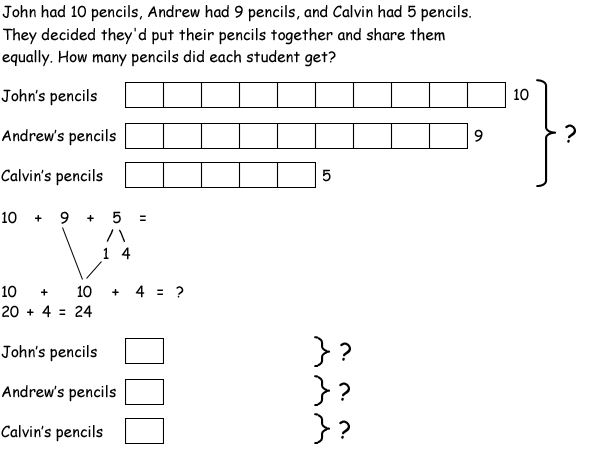 John had 10 pencils, Andrew had 9 pencils, and Calvin had 5 pencils.
They decided they'd put their pencils together and share them
equally. How many pencils did each student get?
John's pencils 10
Andrew's pencils 9 ?
Calvin's pencils 5
10 + 9 + 5 =
1 4
10 + 10 + 4 = ?
20 + 4 = 24
John's pencils ?
Andrew's pencils ?
Calvin's pencils ?